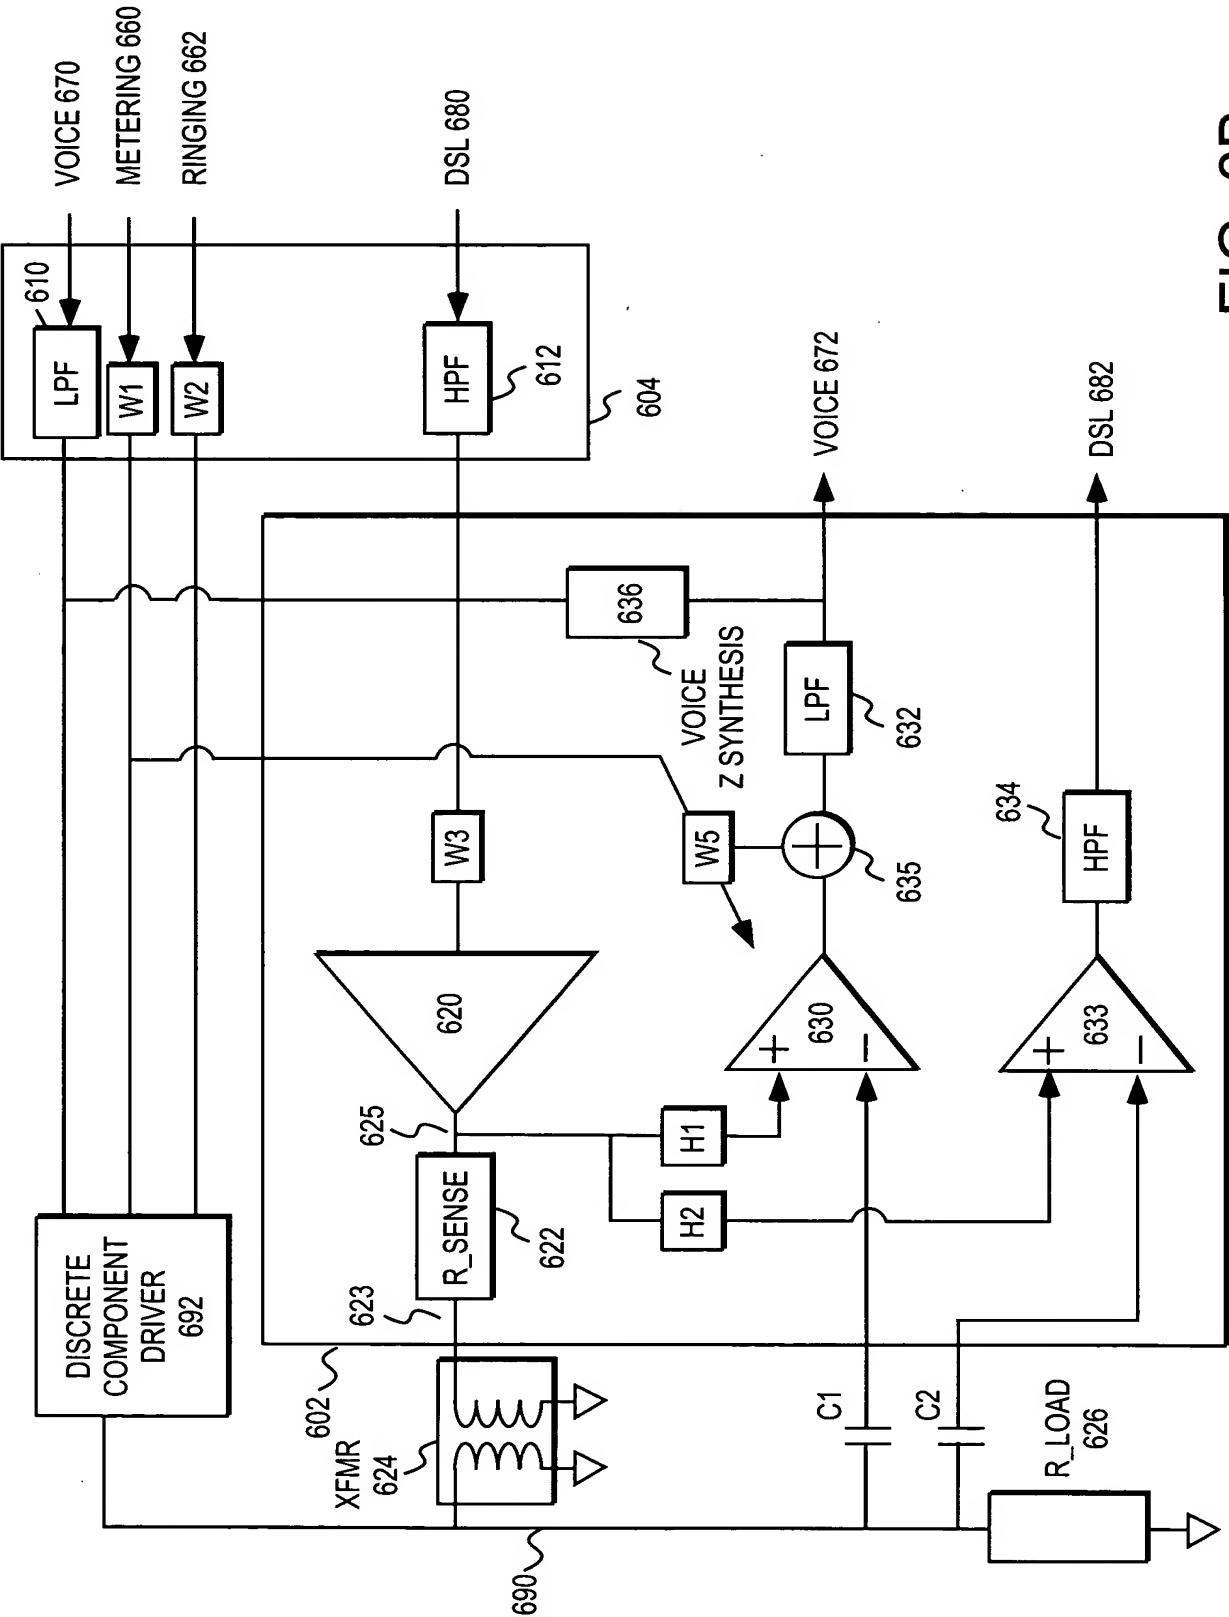 VOICE 670
METERING 660
RINGING 662
DSL 680
610
LPF
W1
W2
HPF
612
604
VOICE 672
DSL 682
636
VOICE
Z SYNTHESIS
LPF
632
W3
W5
635
634
HPF
620
+
630
−
+
633
−
625
H1
H2
R_SENSE
622
623
DISCRETE
COMPONENT
DRIVER
692
602
XFMR
624
C1
C2
R_LOAD
626
690